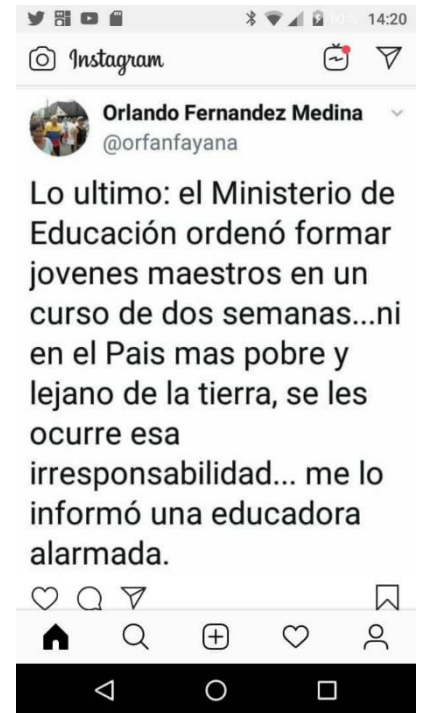 14:20
Instagram
Orlando Fernandez Medina
@orfanfayana
Lo ultimo: el Ministerio de
Educación ordenó formar
jovenes maestros en un
curso de dos semanas...ni
en el Pais mas pobre y
lejano de la tierra, se les
ocurre esa
irresponsabilidad... me lo
informó una educadora
alarmada.